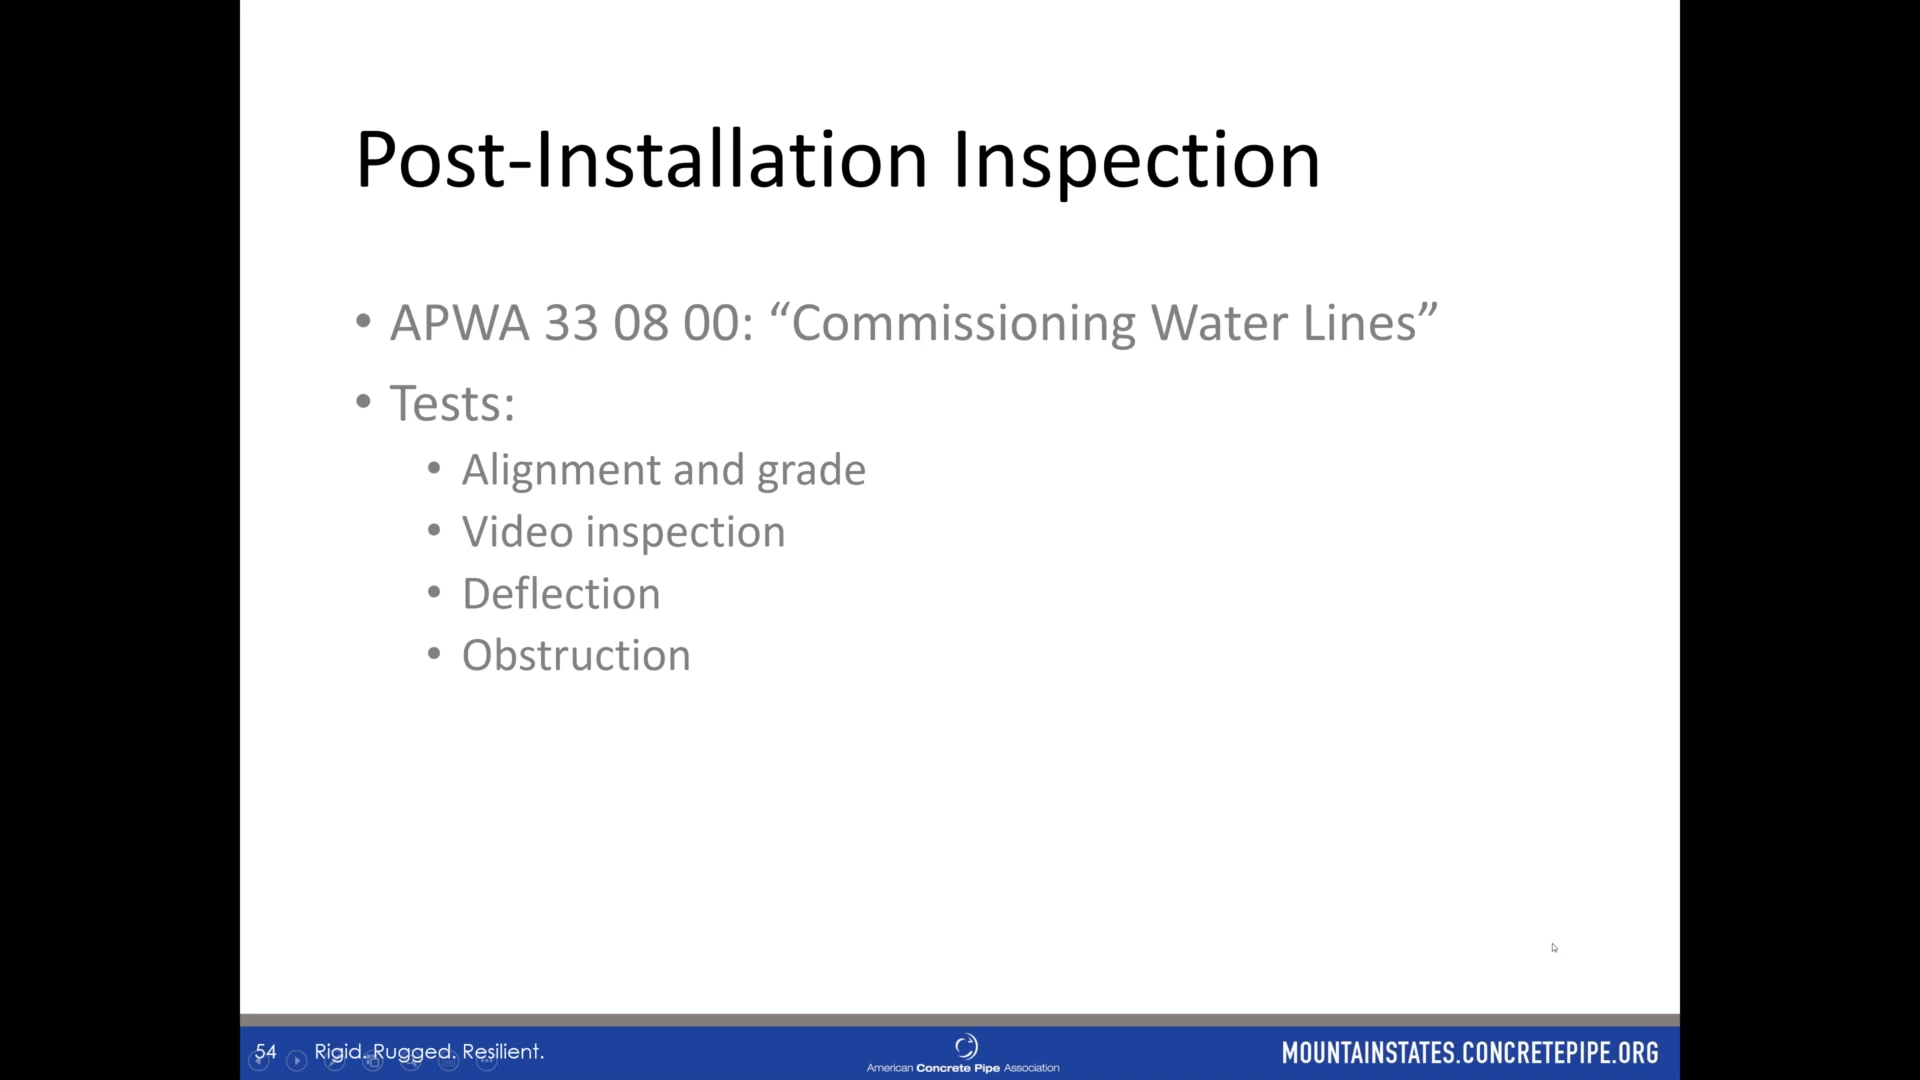 Post-Installation Inspection
• APWA 33 08 00: “Commissioning Water Lines”
• Tests:
• Alignment and grade
• Video inspection
• Deflection
• Obstruction
54
Rigid. Rugged. Resilient.
American Concrete Pipe Association
MOUNTAINSTATES.CONCRETEPIPE.ORG